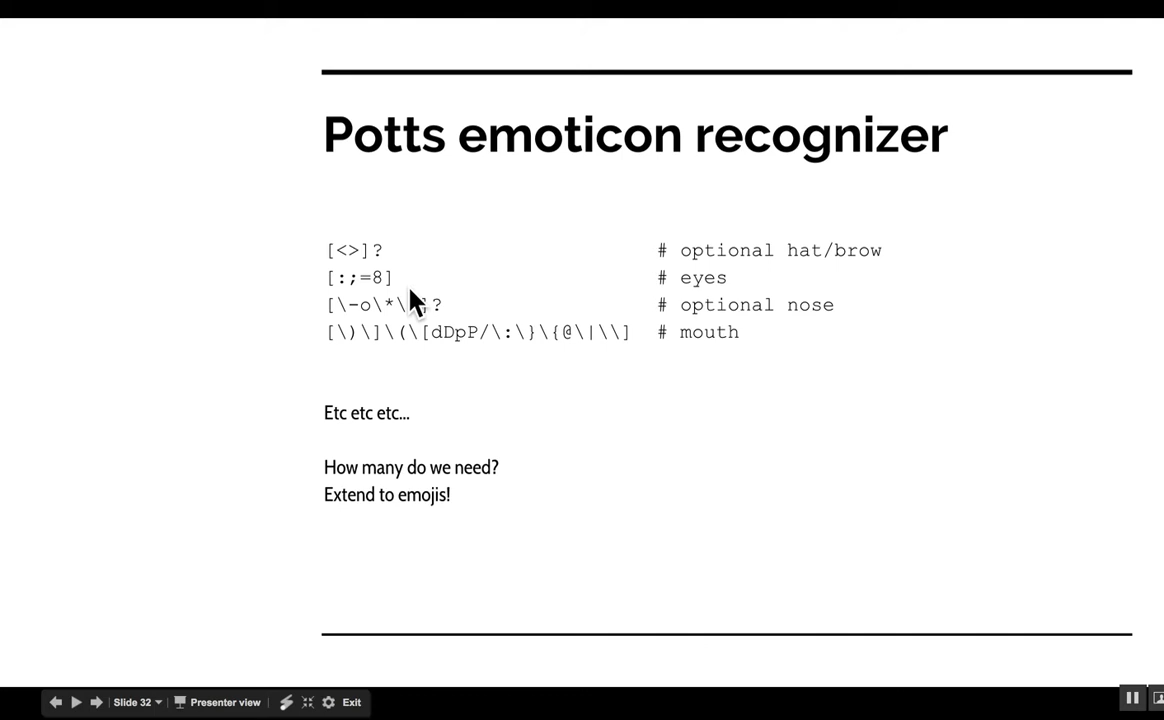 Potts emoticon recognizer
[<>]? # optional hat/brow
[:;=8] # eyes
[\-o\*\ ]? # optional nose
[\)\]\(\[dDpP/\:\}\{@\|\\] # mouth
Etc etc etc...
How many do we need?
Extend to emojis!
Slide 32 Presenter view Exit